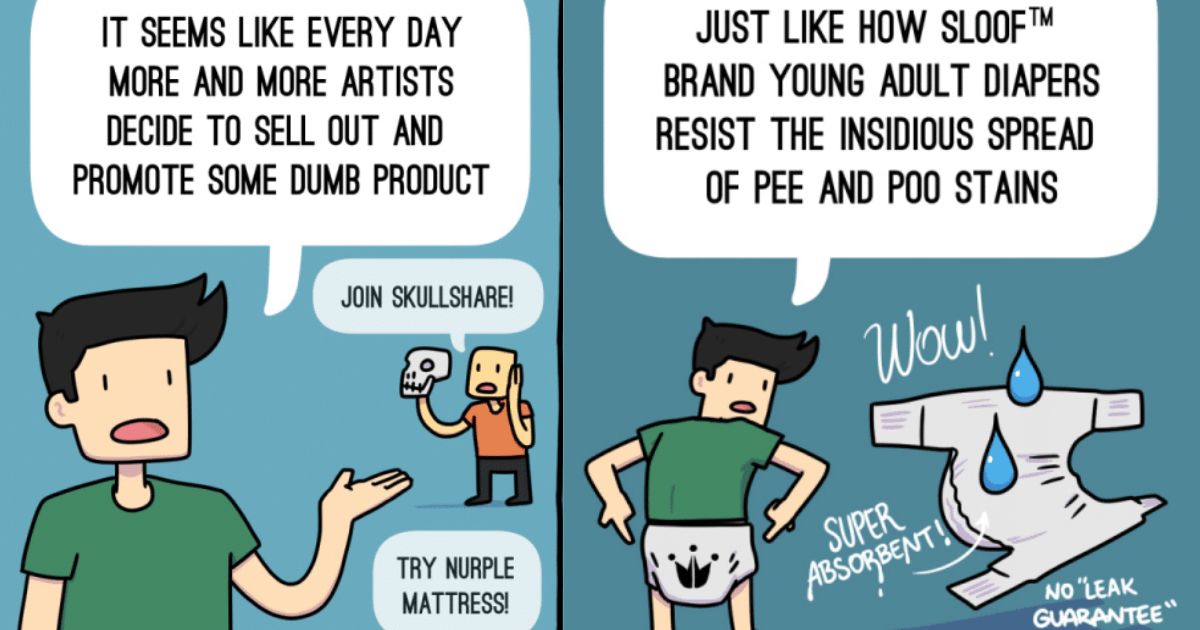 IT SEEMS LIKE EVERY DAY
MORE AND MORE ARTISTS
DECIDE TO SELL OUT AND
PROMOTE SOME DUMB PRODUCT
JOIN SKULLSHARE!
TRY NURPLE
MATTRESS!
JUST LIKE HOW SLOOF™
BRAND YOUNG ADULT DIAPERS
RESIST THE INSIDIOUS SPREAD
OF PEE AND POO STAINS
Wow!
SUPER
ABSORBENT!
NO "LEAK
GUARANTEE"